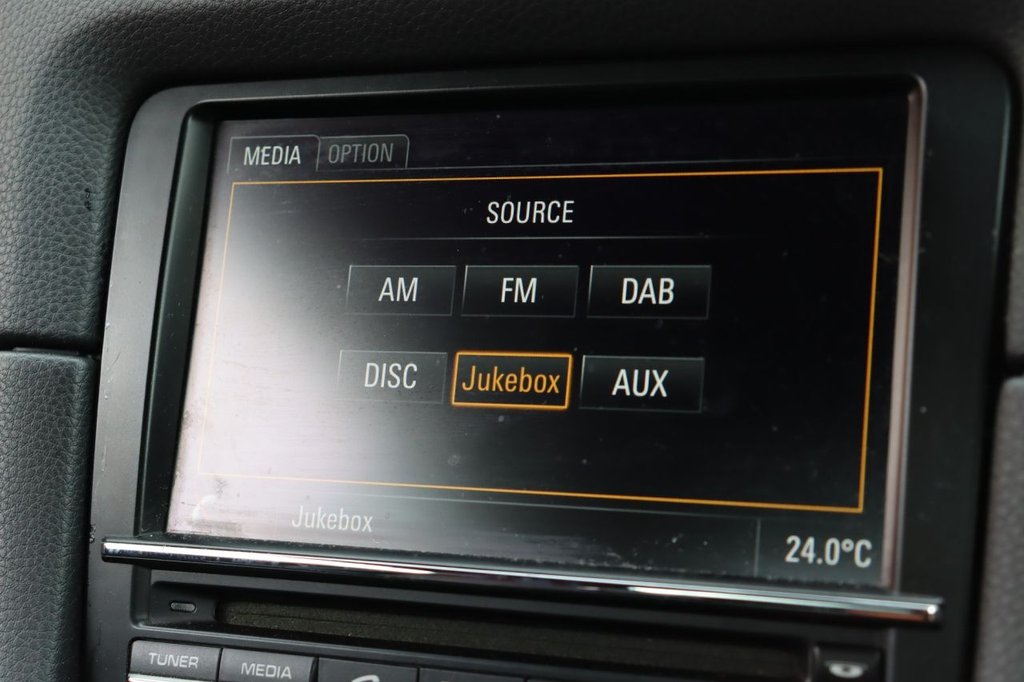 MEDIA OPTION
SOURCE
AM FM DAB
DISC Jukebox AUX
Jukebox 24.0°C
TUNER MEDIA